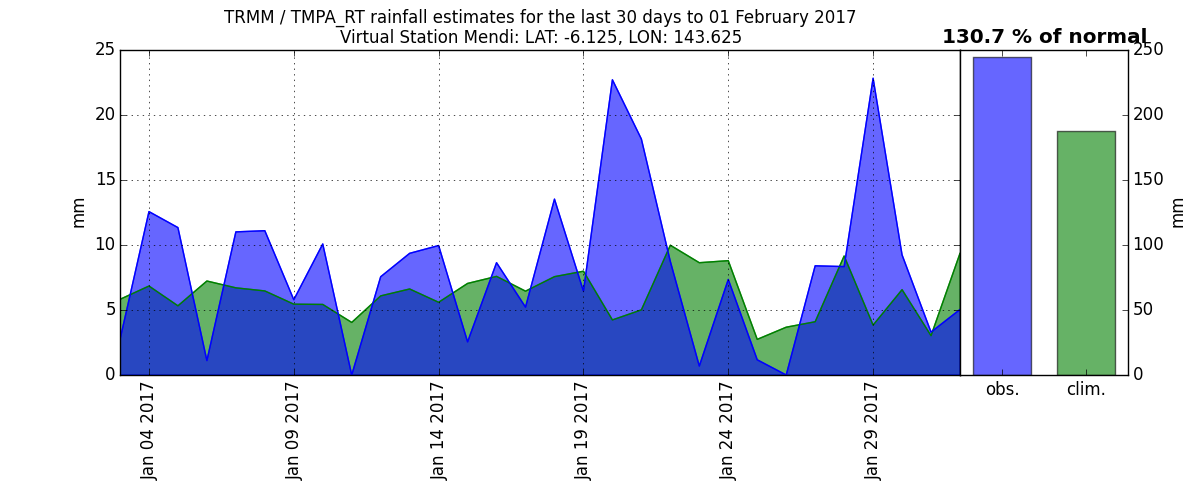 TRMM / TMPA_RT rainfall estimates for the last 30 days to 01 February 2017
Virtual Station Mendi: LAT: -6.125, LON: 143.625
130.7 % of normal
25
20
15
10
5
0
mm
250
200
150
100
50
0
mm
Jan 04 2017
Jan 09 2017
Jan 14 2017
Jan 19 2017
Jan 24 2017
Jan 29 2017
obs.
clim.